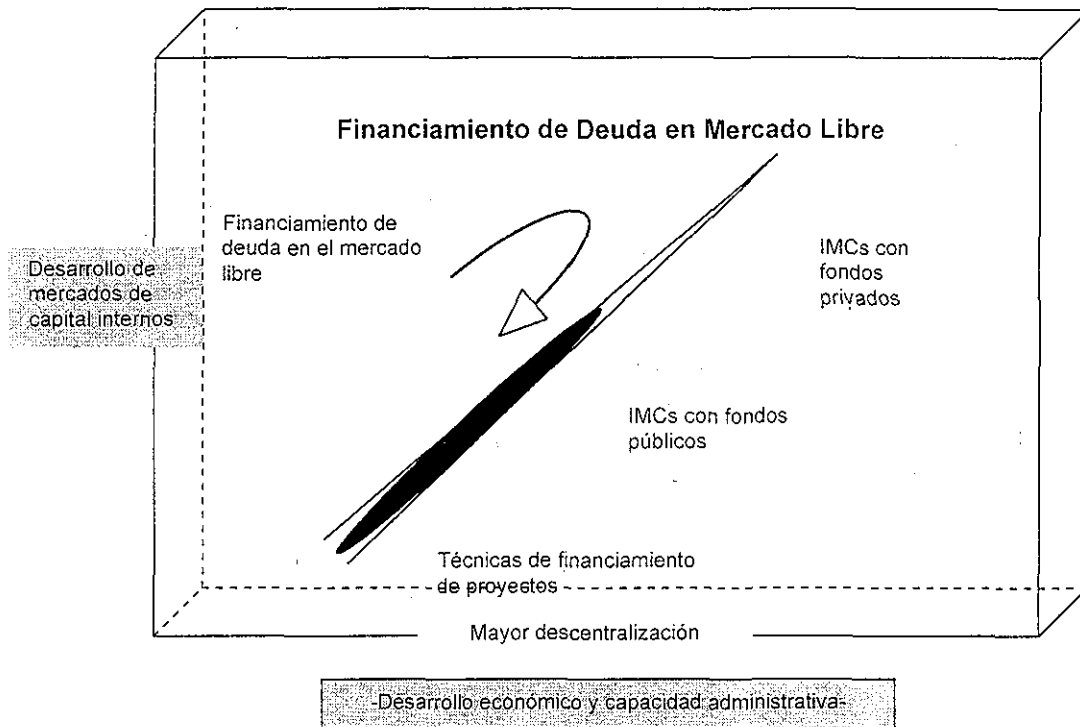 Financiamiento de Deuda en Mercado Libre
Financiamiento de
deuda en el mercado
libre
Desarrollo de
mercados de
capital internos
IMCs con
fondos
privados
IMCs con fondos
públicos
Técnicas de financiamiento
de proyectos
Mayor descentralización
-Desarrollo económico y capacidad administrativa-